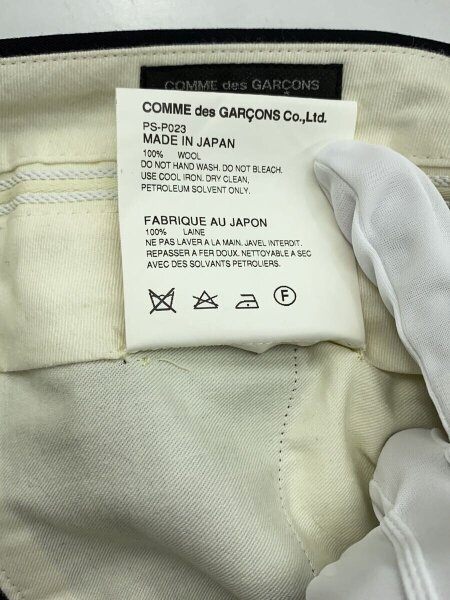 COMME des GARÇONS
COMME des GARÇONS Co.,Ltd.
PS-P023
MADE IN JAPAN
100% WOOL
DO NOT HAND WASH. DO NOT BLEACH.
USE COOL IRON. DRY CLEAN,
PETROLEUM SOLVENT ONLY.
FABRIQUE AU JAPON
100% LAINE
NE PAS LAVER A LA MAIN. JAVEL INTERDIT.
REPASSER A FER DOUX. NETTOYABLE A SEC
AVEC DES SOLVANTS PETROLIERS.
F